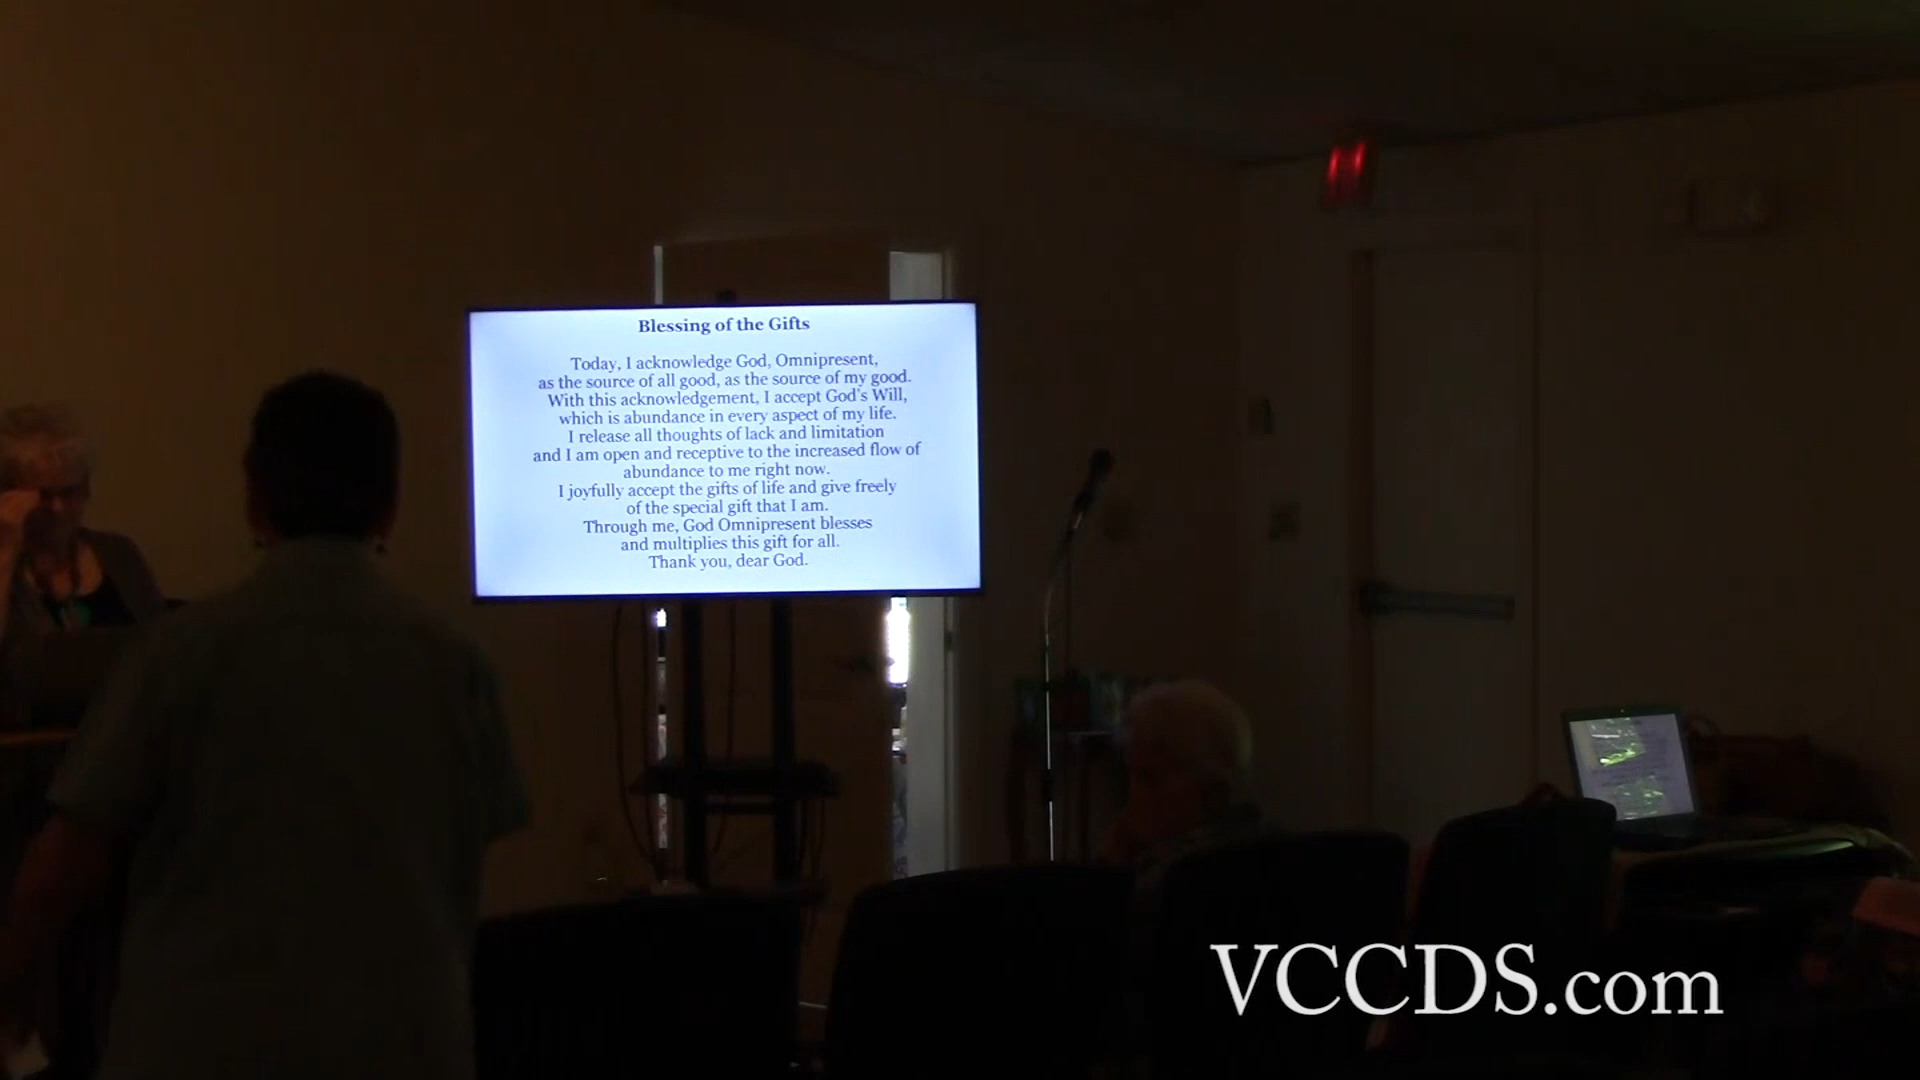 Blessing of the Gifts
Today, I acknowledge God, Omnipresent,
as the source of all good, as the source of my good.
With this acknowledgement, I accept God's Will,
which is abundance in every aspect of my life.
I release all thoughts of lack and limitation
and I am open and receptive to the increased flow of
abundance to me right now.
I joyfully accept the gifts of life and give freely
of the special gift that I am.
Through me, God Omnipresent blesses
and multiplies this gift for all.
Thank you, dear God.
VCCDS.com